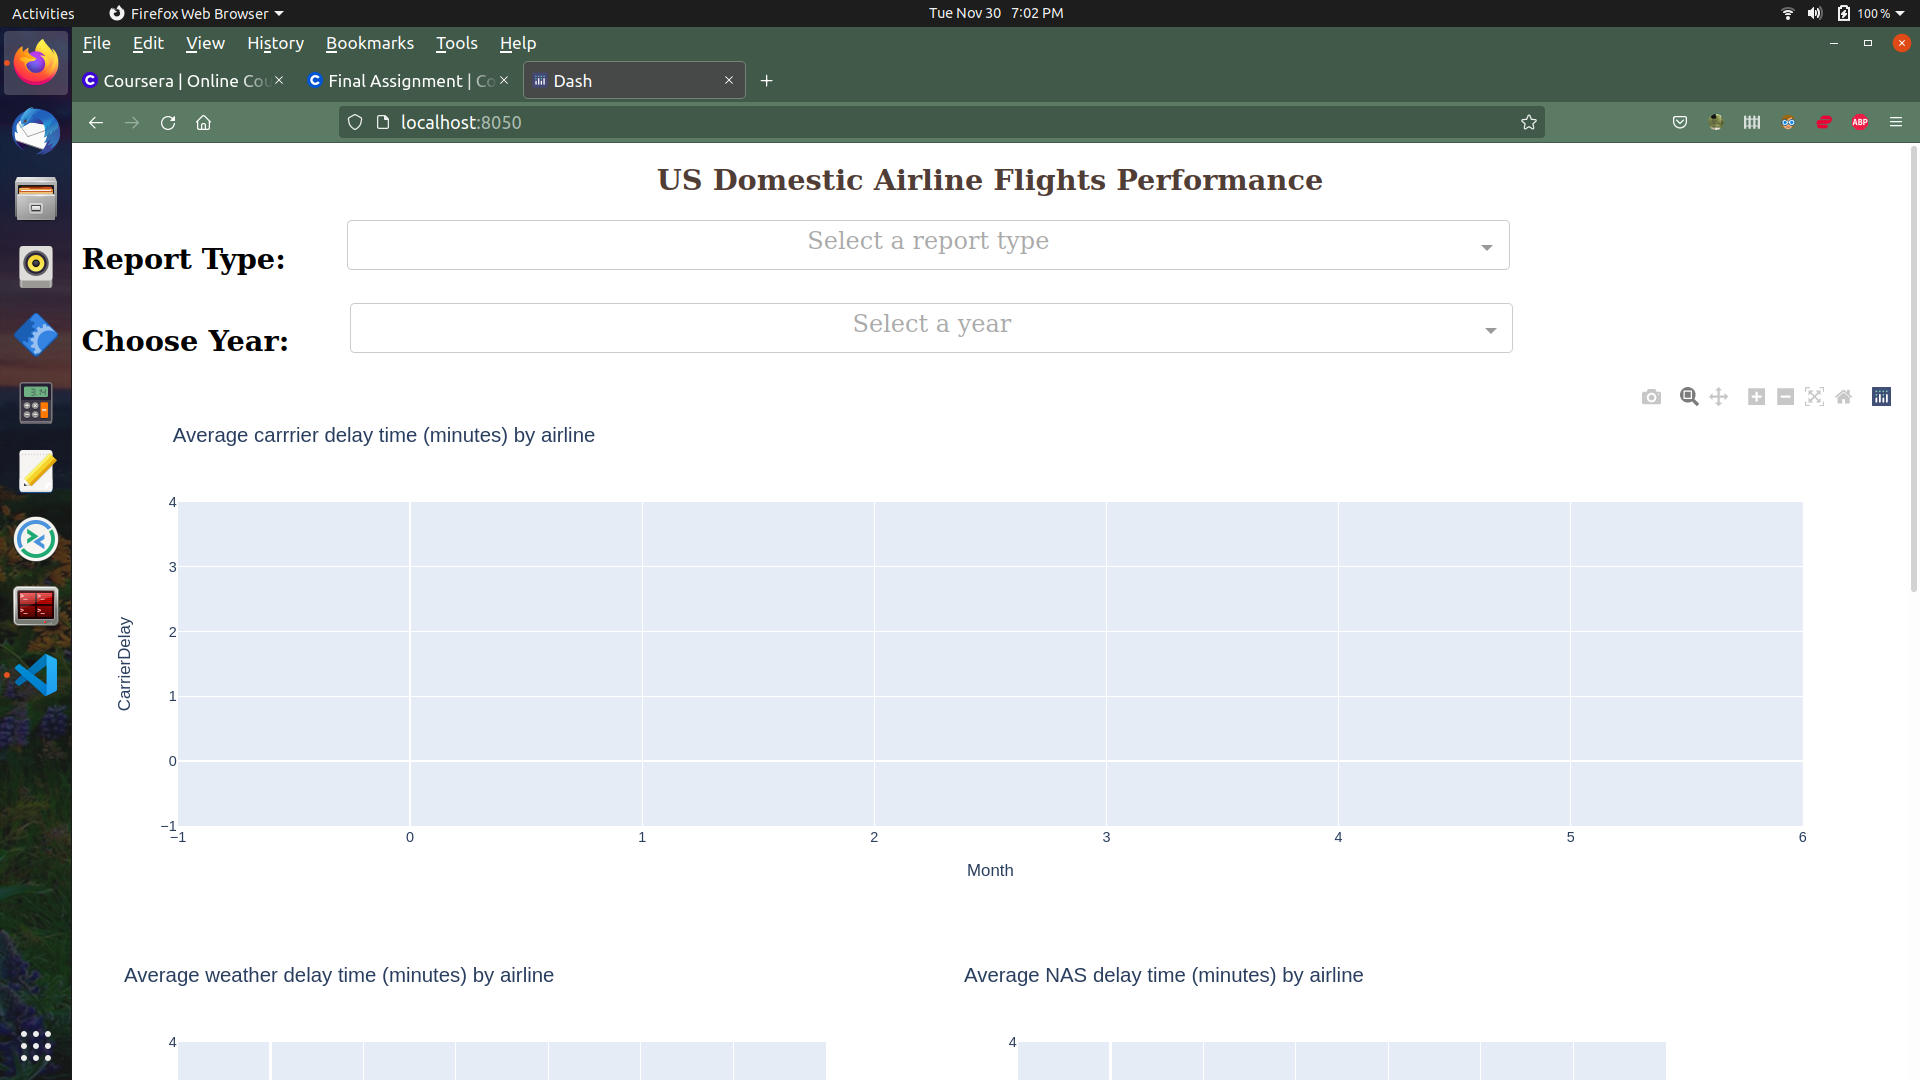 Activities Firefox Web Browser Tue Nov 30 7:02 PM 100 %
File Edit View History Bookmarks Tools Help
Coursera | Online Cou Final Assignment | Co Dash
localhost:8050 ABP
US Domestic Airline Flights Performance
Report Type: Select a report type
Choose Year: Select a year
Average carrrier delay time (minutes) by airline
4
3
2
1
0
−1
CarrierDelay
−1 0 1 2 3 4 5 6
Month
Average weather delay time (minutes) by airline Average NAS delay time (minutes) by airline
4 4